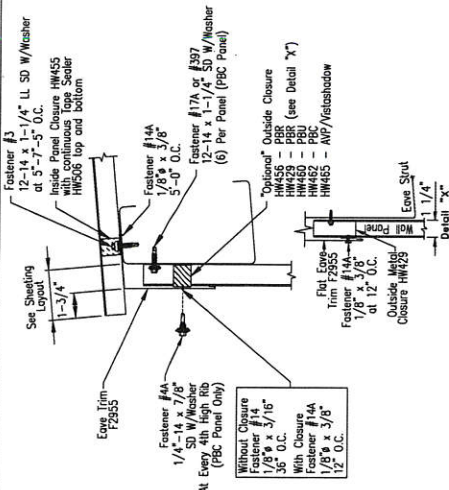 Fastener #3
12-14 x 1-1/4" LL SD W/Washer
at 5"-7"-5" O.C.
Inside Panel Closure HW455
with continuous Tape Sealer
HW506 top and bottom
Fastener #14A
1/8"ø x 3/8"
5'-0" O.C.
Fastener #17A or #397
12-14 x 1-1/4" SD W/Washer
(6) Per Panel (PBC Panel)
See Sheeting
Layout
1-3/4"
Eave Trim
F2955
Fastener #4A
1/4"-14 x 7/8"
SD W/Washer
At Every 4th High Rib
(PBC Panel Only)
"Optional" Outside Closure
HW456 - PBR
HW429 - PBR (see Detail "X")
HW460 - PBU
HW462 - PBC
HW465 - AVP/Vistashadow
Without Closure
Fastener #14
1/8"ø x 3/16"
36" O.C.
With Closure
Fastener #14A
1/8"ø x 3/8"
12" O.C.
Flat Eave
Trim F2955
Fastener #14A
1/8" x 3/8"
at 12" O.C.
Outside Metal
Closure HW429
Wall Panel
Eave Strut
1 1/4"
Detail "X"